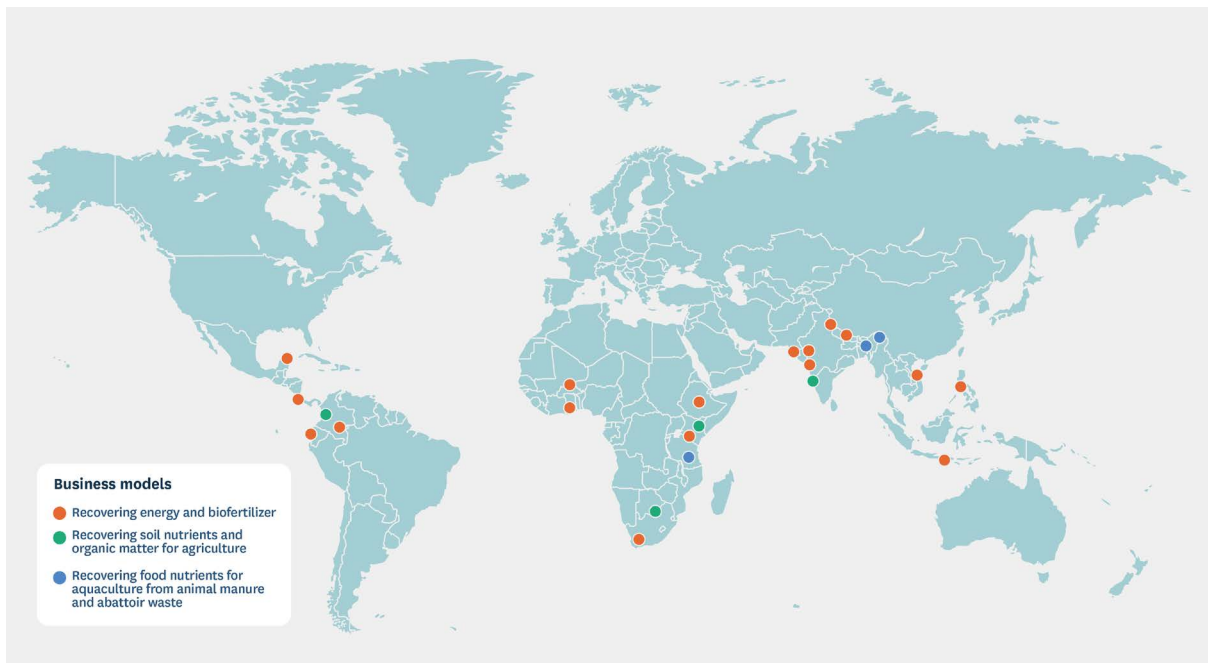 Business models
Recovering energy and biofertilizer
Recovering soil nutrients and
organic matter for agriculture
Recovering food nutrients for
aquaculture from animal manure
and abattoir waste